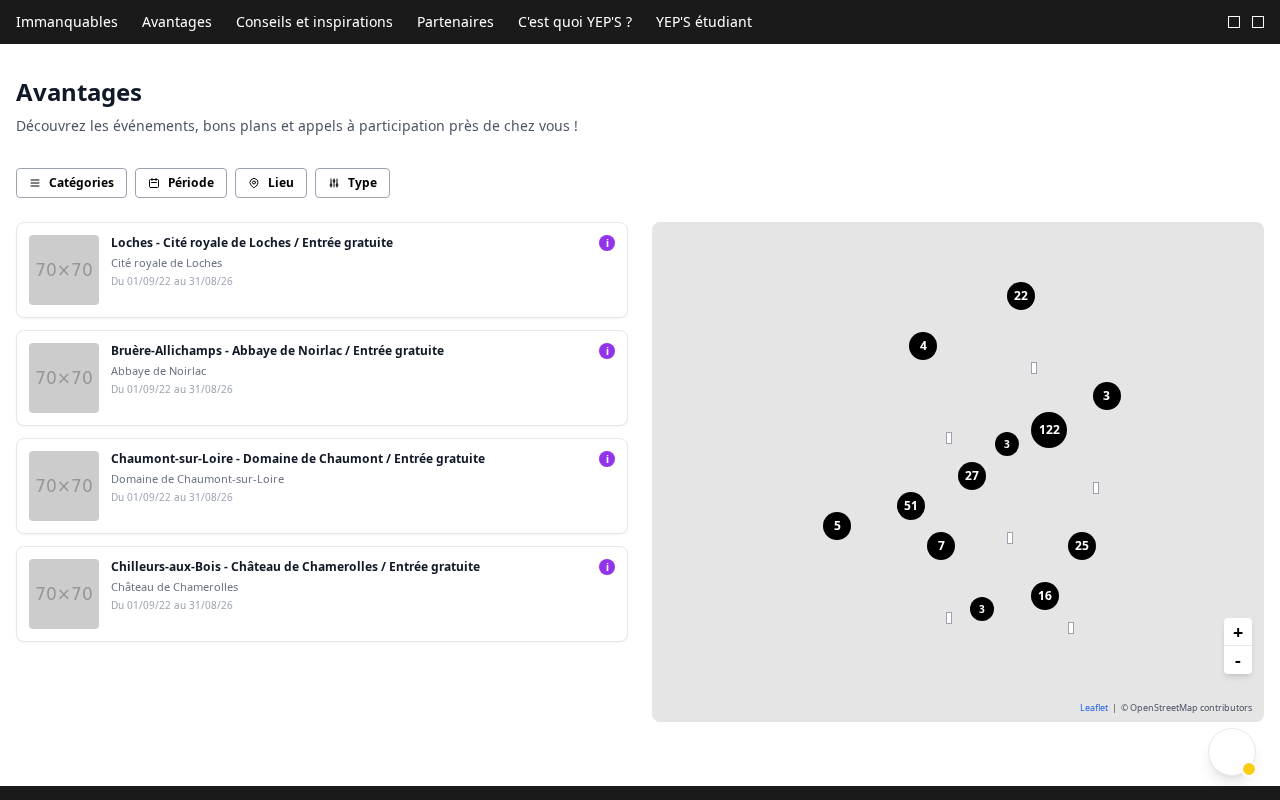 Immanquables Avantages Conseils et inspirations Partenaires C'est quoi YEP'S ? YEP'S étudiant
Avantages
Découvrez les événements, bons plans et appels à participation près de chez vous !
Catégories Période Lieu Type
70×70
Loches - Cité royale de Loches / Entrée gratuite
i
Cité royale de Loches
Du 01/09/22 au 31/08/26
70×70
Bruère-Allichamps - Abbaye de Noirlac / Entrée gratuite
i
Abbaye de Noirlac
Du 01/09/22 au 31/08/26
70×70
Chaumont-sur-Loire - Domaine de Chaumont / Entrée gratuite
i
Domaine de Chaumont-sur-Loire
Du 01/09/22 au 31/08/26
70×70
Chilleurs-aux-Bois - Château de Chamerolles / Entrée gratuite
i
Château de Chamerolles
Du 01/09/22 au 31/08/26
22
4
3
122
3
27
51
5
7
25
16
3
+
-
Leaflet | © OpenStreetMap contributors